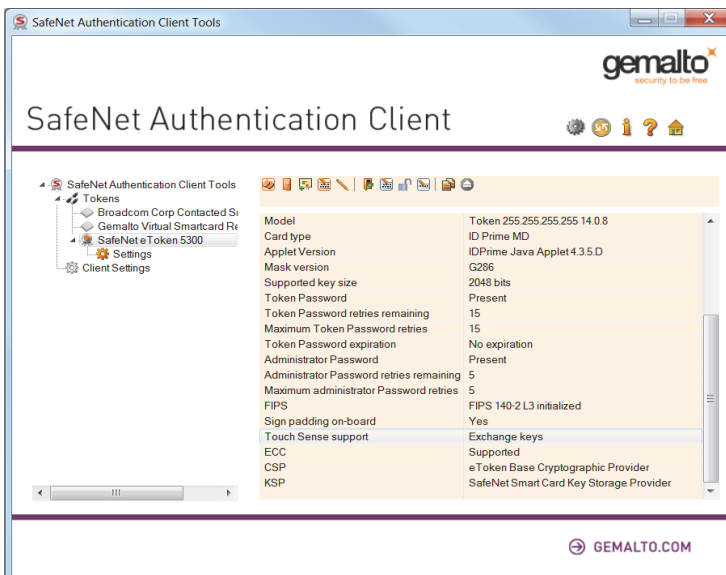 SafeNet Authentication Client Tools
gemalto
security to be free
SafeNet Authentication Client
SafeNet Authentication Client Tools
Tokens
Broadcom Corp Contacted
Gemalto Virtual Smartcard Re
SafeNet eToken 5300
Settings
Client Settings
Model Token 255.255.255.255 14.0.8
Card type ID Prime MD
Applet Version IDPrime Java Applet 4.3.5.D
Mask version G286
Supported key size 2048 bits
Token Password Present
Token Password retries remaining 15
Maximum Token Password retries 15
Token Password expiration No expiration
Administrator Password Present
Administrator Password retries remaining 5
Maximum administrator Password retries 5
FIPS FIPS 140-2 L3 initialized
Sign padding on-board Yes
Touch Sense support Exchange keys
ECC Supported
CSP eToken Base Cryptographic Provider
KSP SafeNet Smart Card Key Storage Provider
GEMALTO.COM